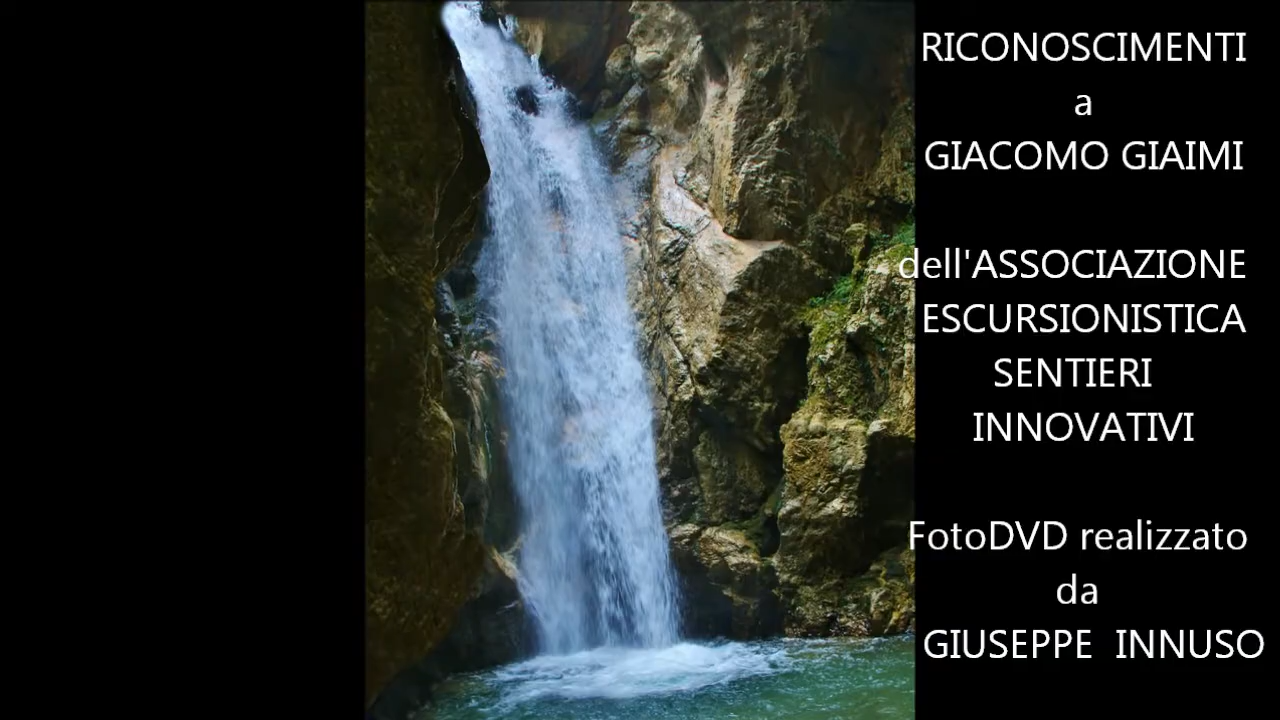 RICONOSCIMENTI
a
GIACOMO GIAIMI
dell'ASSOCIAZIONE
ESCURSIONISTICA
SENTIERI
INNOVATIVI
FotoDVD realizzato
da
GIUSEPPE INNUSO